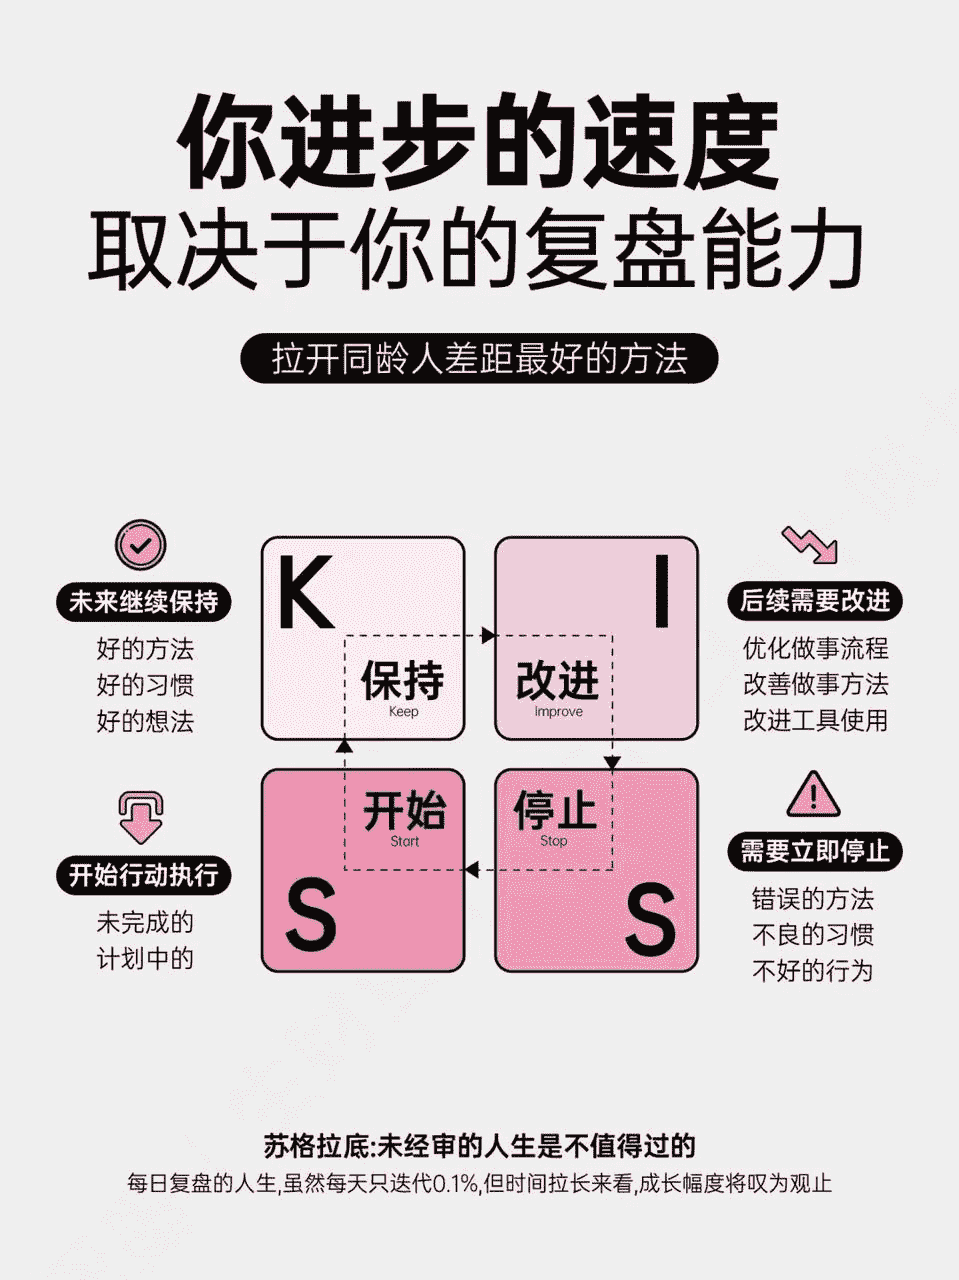 你进步的速度
取决于你的复盘能力
拉开同龄人差距最好的方法
未来继续保持
好的方法
好的习惯
好的想法
K
保持
Keep
I
改进
Improve
后续需要改进
优化做事流程
改善做事方法
改进工具使用
开始行动执行
未完成的
计划中的
开始
Start
S
停止
Stop
S
需要立即停止
错误的方法
不良的习惯
不好的行为
苏格拉底:未经审的人生是不值得过的
每日复盘的人生,虽然每天只迭代0.1%,但时间拉长来看,成长幅度将叹为观止